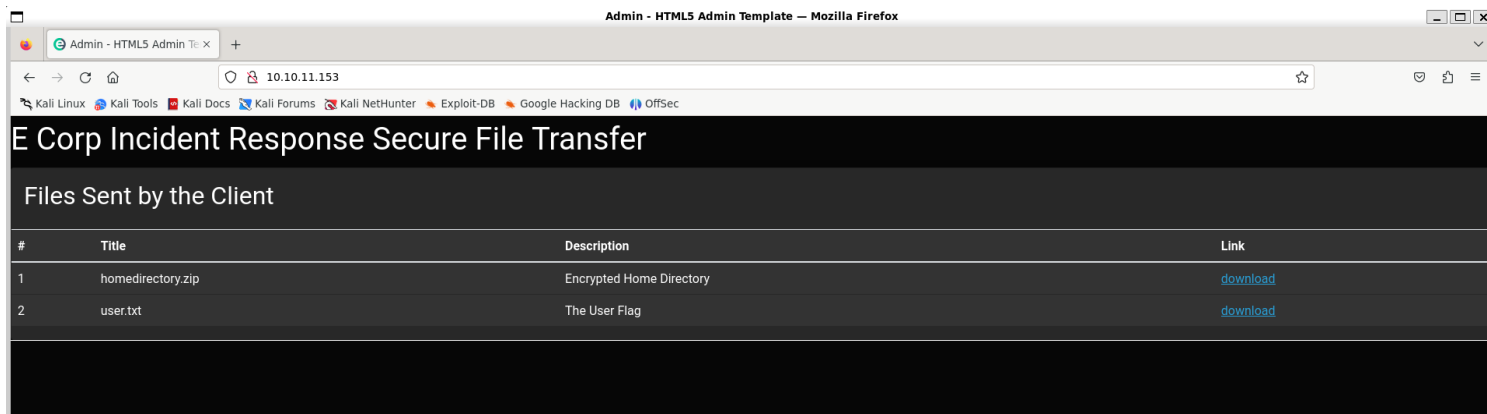 Admin - HTML5 Admin Template — Mozilla Firefox
Admin - HTML5 Admin Te
10.10.11.153
Kali Linux Kali Tools Kali Docs Kali Forums Kali NetHunter Exploit-DB Google Hacking DB OffSec
E Corp Incident Response Secure File Transfer
Files Sent by the Client
# Title Description Link
1 homedirectory.zip Encrypted Home Directory download
2 user.txt The User Flag download